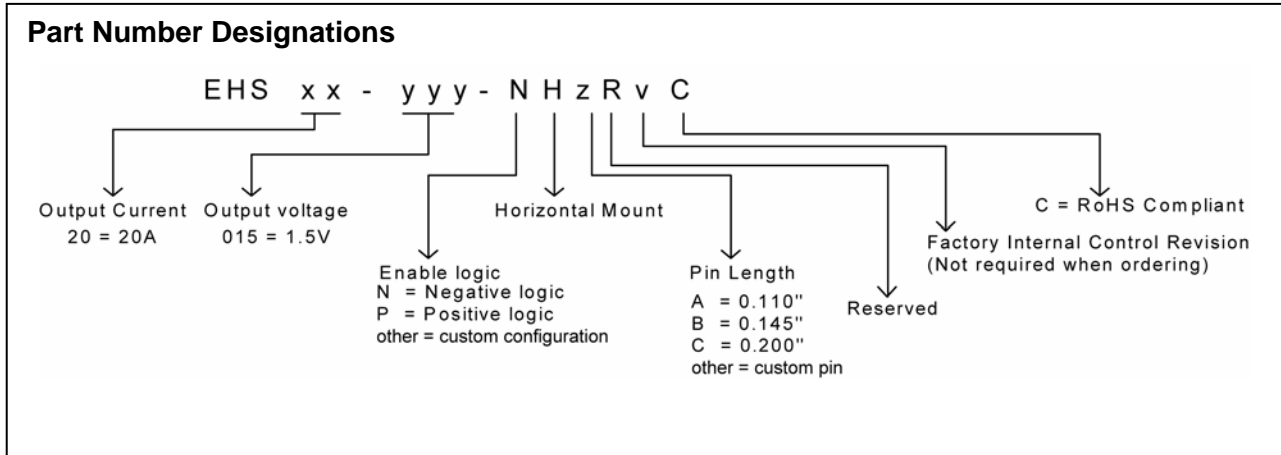 Part Number Designations
EHS xx - yyy - N H z R v C
Output Current
20 = 20A
Output voltage
015 = 1.5V
Enable logic
N = Negative logic
P = Positive logic
other = custom configuration
Horizontal Mount
Pin Length
A = 0.110"
B = 0.145"
C = 0.200"
other = custom pin
Reserved
Factory Internal Control Revision
(Not required when ordering)
C = RoHS Compliant